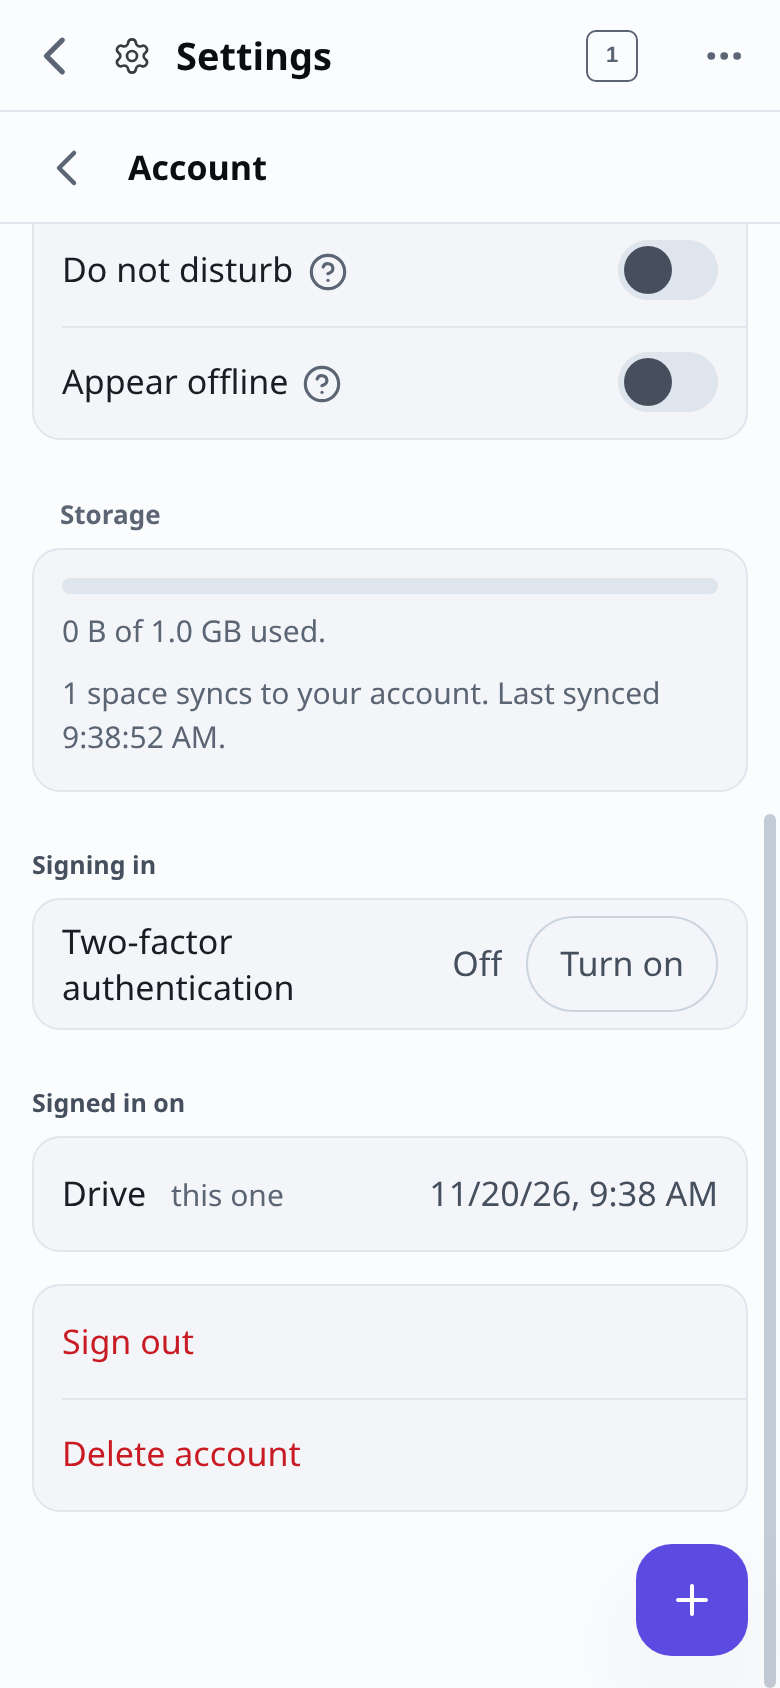 Settings
1
Account
Do not disturb
Appear offline
Storage
0 B of 1.0 GB used.
1 space syncs to your account. Last synced
9:38:52 AM.
Signing in
Two-factor
authentication
Off
Turn on
Signed in on
Drive this one
11/20/26, 9:38 AM
Sign out
Delete account